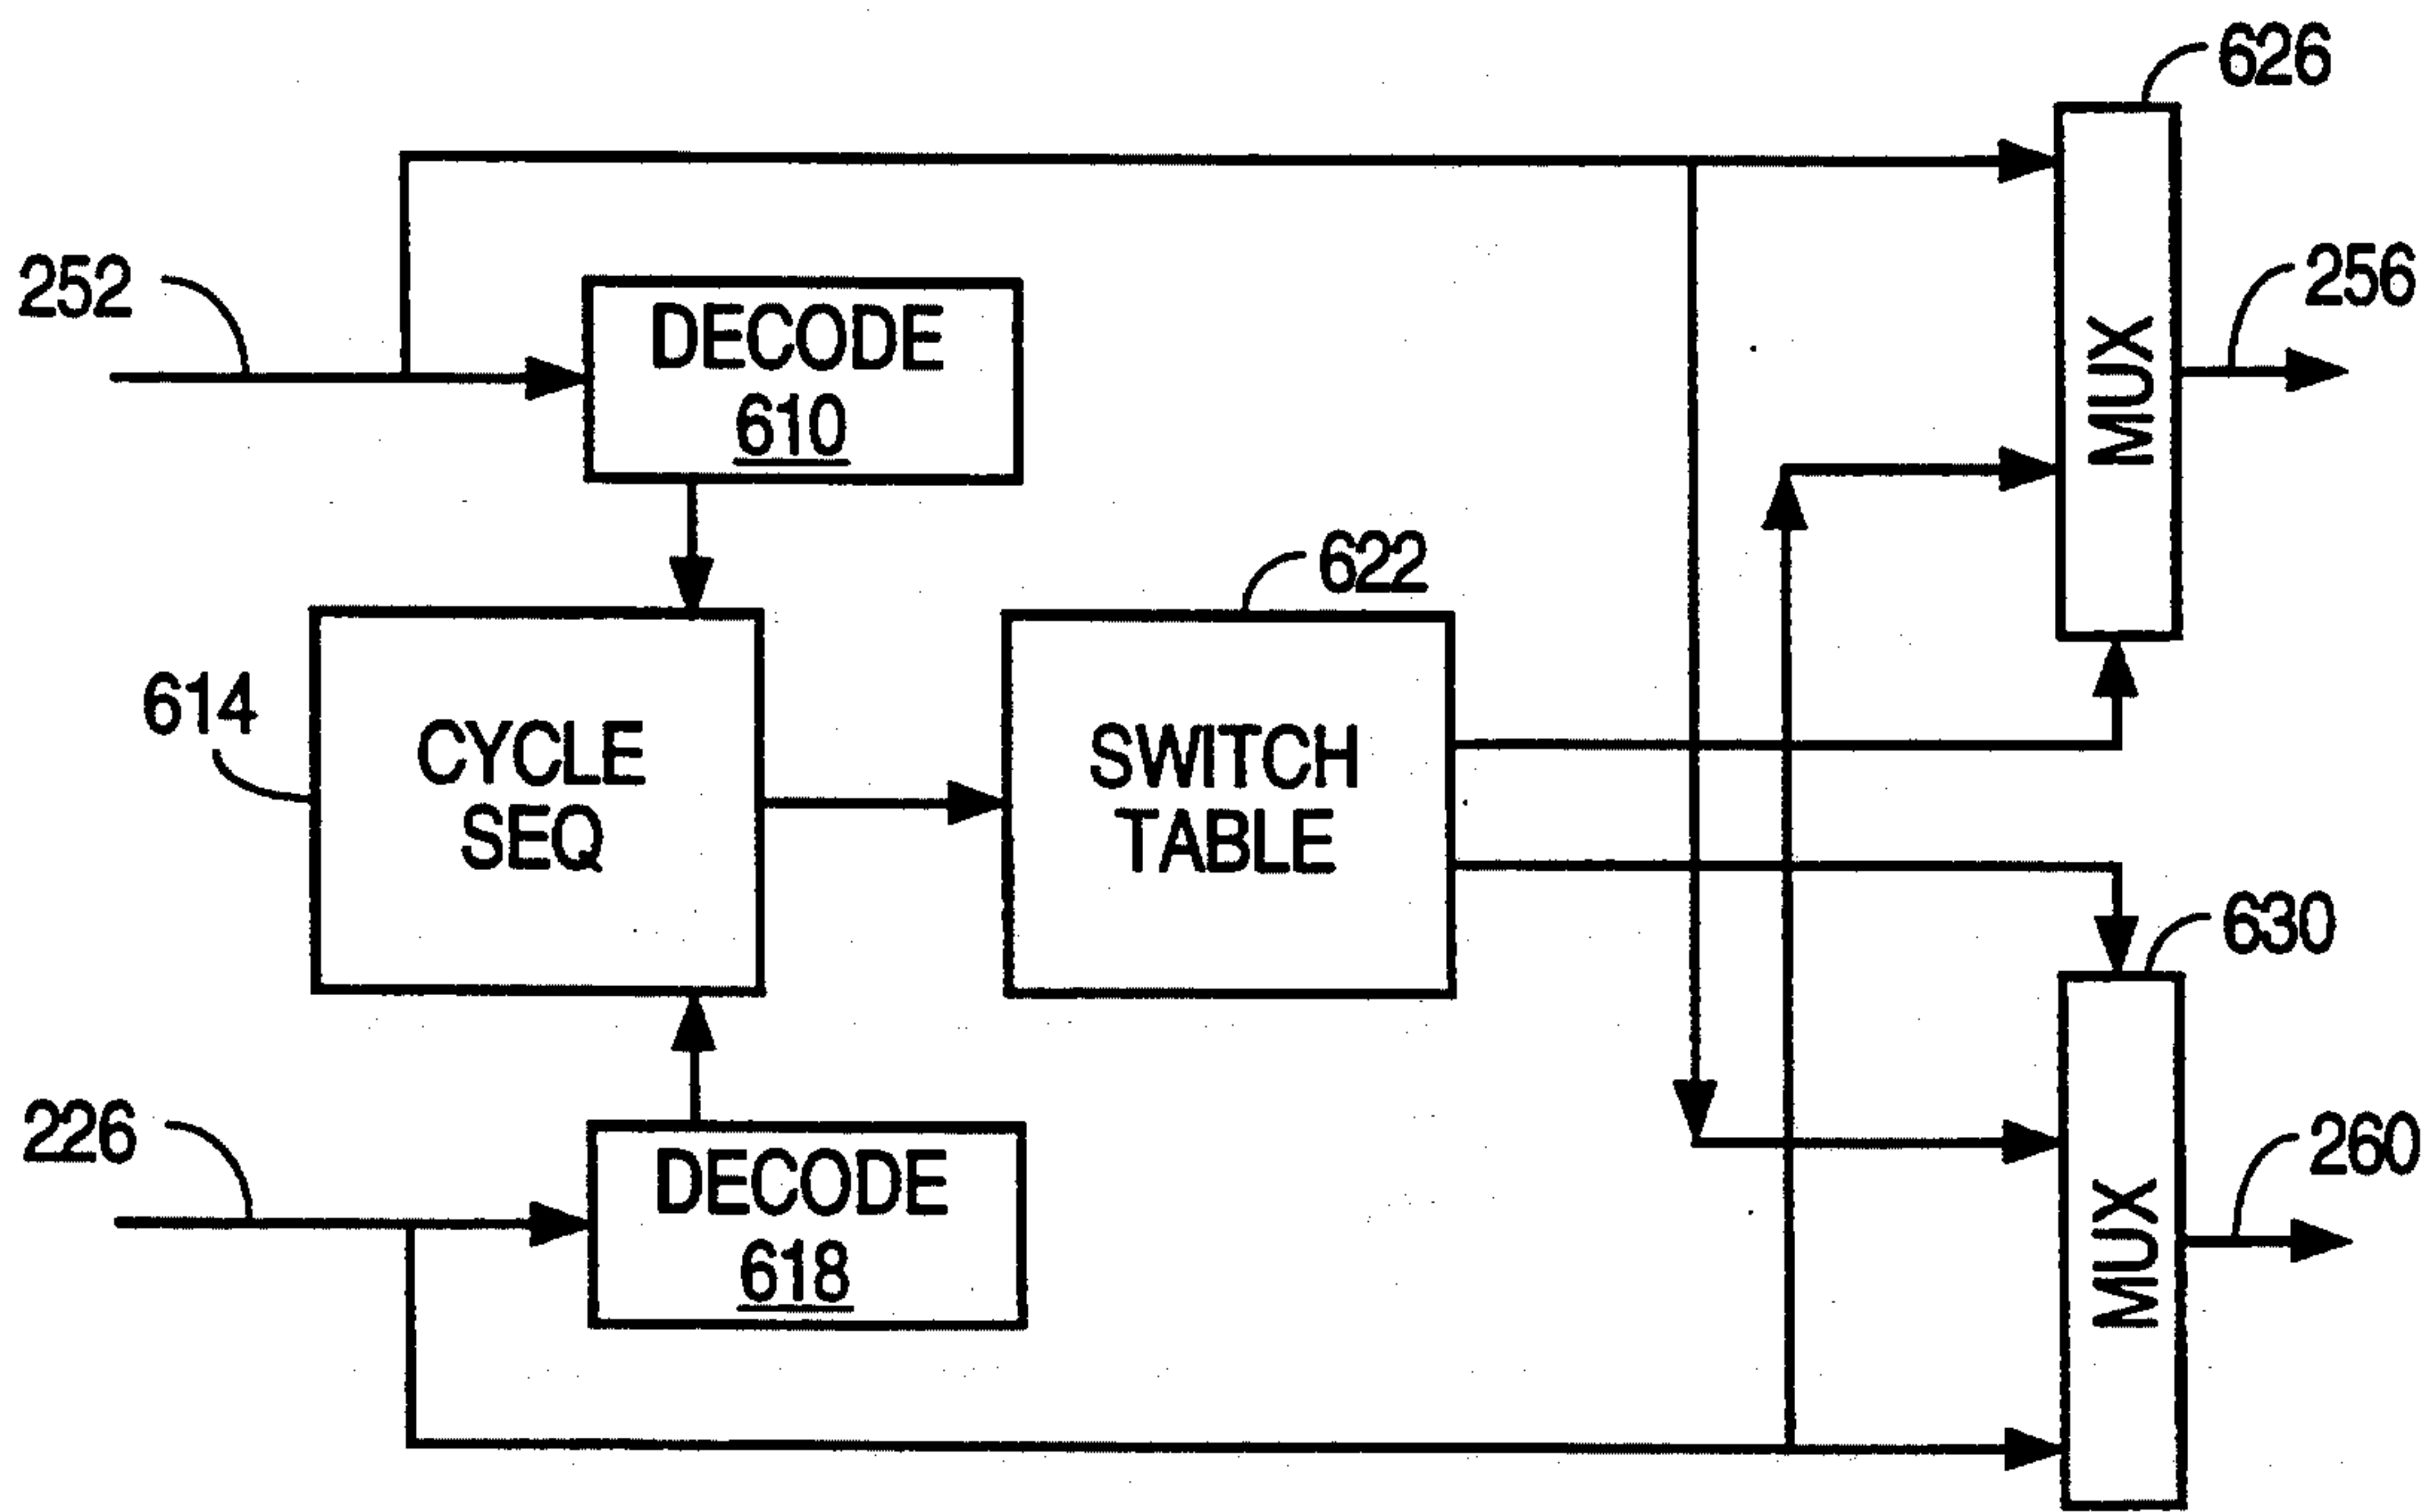 626
252
DECODE
610
256
MUX
622
614
CYCLE
SEQ
SWITCH
TABLE
630
226
DECODE
618
260
MUX